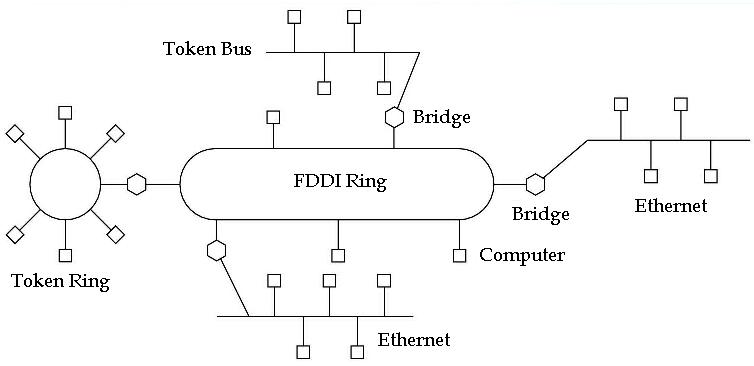 Token Bus
Bridge
FDDI Ring
Bridge
Ethernet
Computer
Token Ring
Ethernet